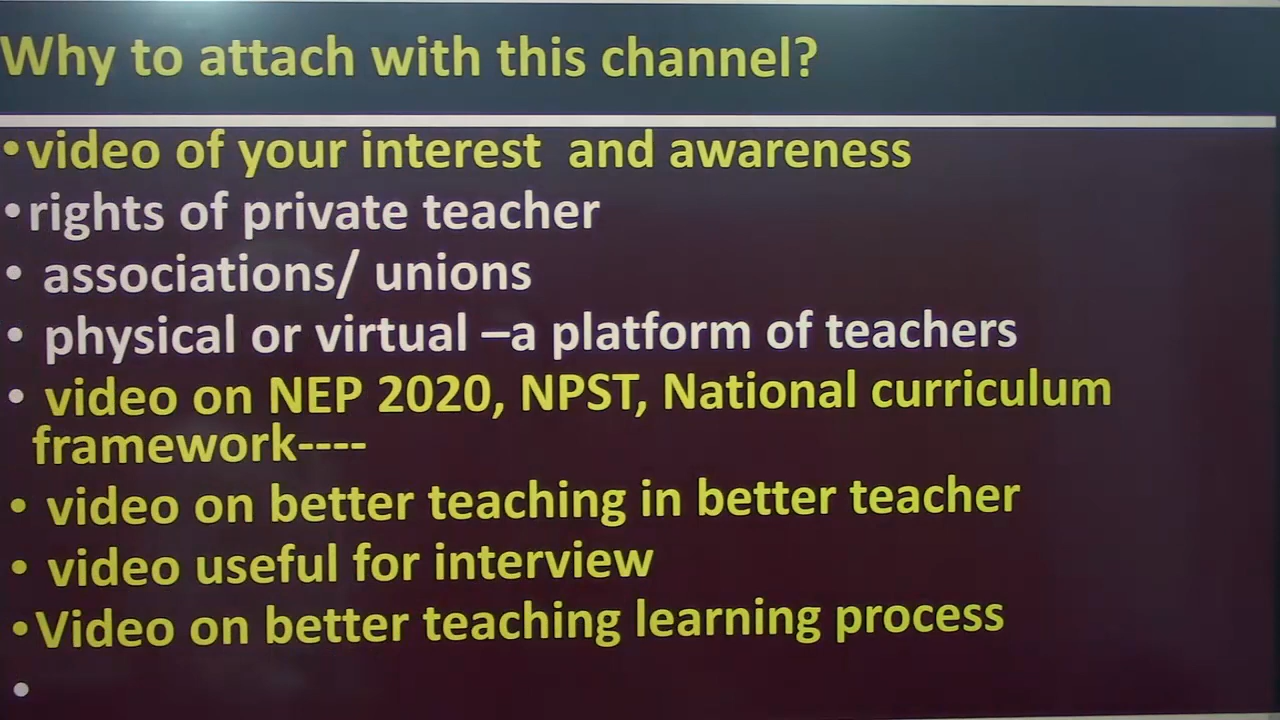 Why to attach with this channel?
•video of your interest  and awareness
•rights of private teacher
• associations/ unions
• physical or virtual –a platform of teachers
• video on NEP 2020, NPST, National curriculum
framework----
• video on better teaching in better teacher
• video useful for interview
•Video on better teaching learning process
•